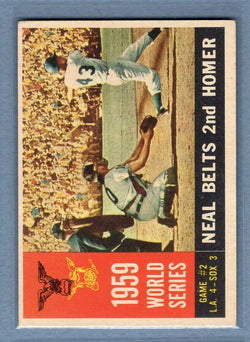 1959
WORLD
SERIES
NEAL BELTS 2nd HOMER
GAME #2
L.A. 4-SOX 3
43